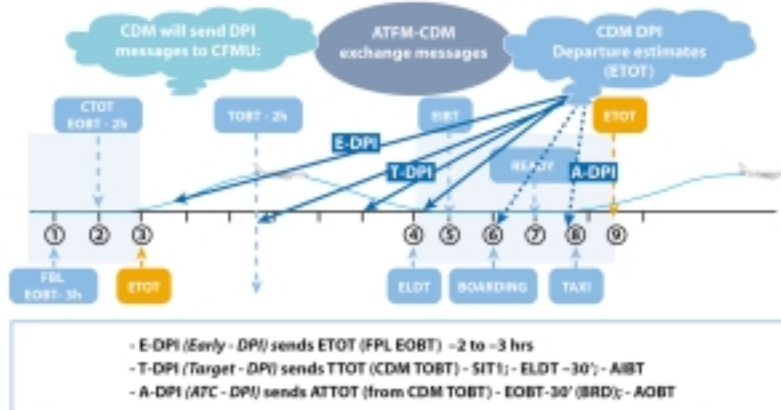 CDM will send DPI
messages to CFMU:
ATFM-CDM
exchange messages
CDM DPI
Departure estimates
(ETOT)
CTOT
EOBT - 2h
TOBT - 2h
EIBT
ETOT
E-DPI
T-DPI
READY
A-DPI
1
2
3
4
5
6
7
8
9
FBL
EOBT- 3h
ETOT
ELDT
BOARDING
TAXI
- E-DPI (Early - DPI) sends ETOT (FPL EOBT) –2 to –3 hrs
- T-DPI (Target - DPI) sends TTOT (CDM TOBT) - SIT1; - ELDT –30'; - AIBT
- A-DPI (ATC - DPI) sends ATTOT (from CDM TOBT) - EOBT-30' (BRD); - AOBT